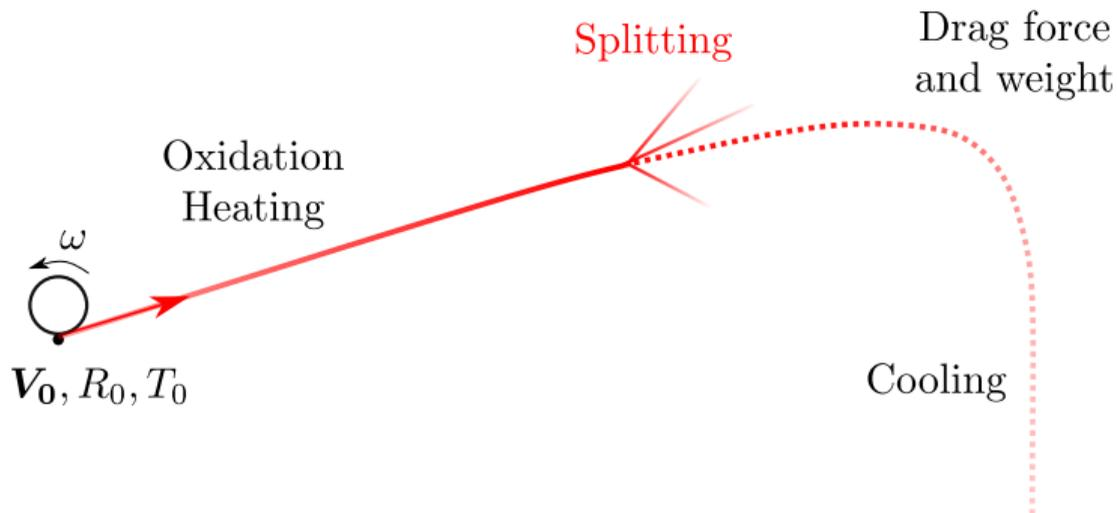 Splitting
Drag force
and weight
Oxidation
Heating
ω
V₀, R₀, T₀
Cooling